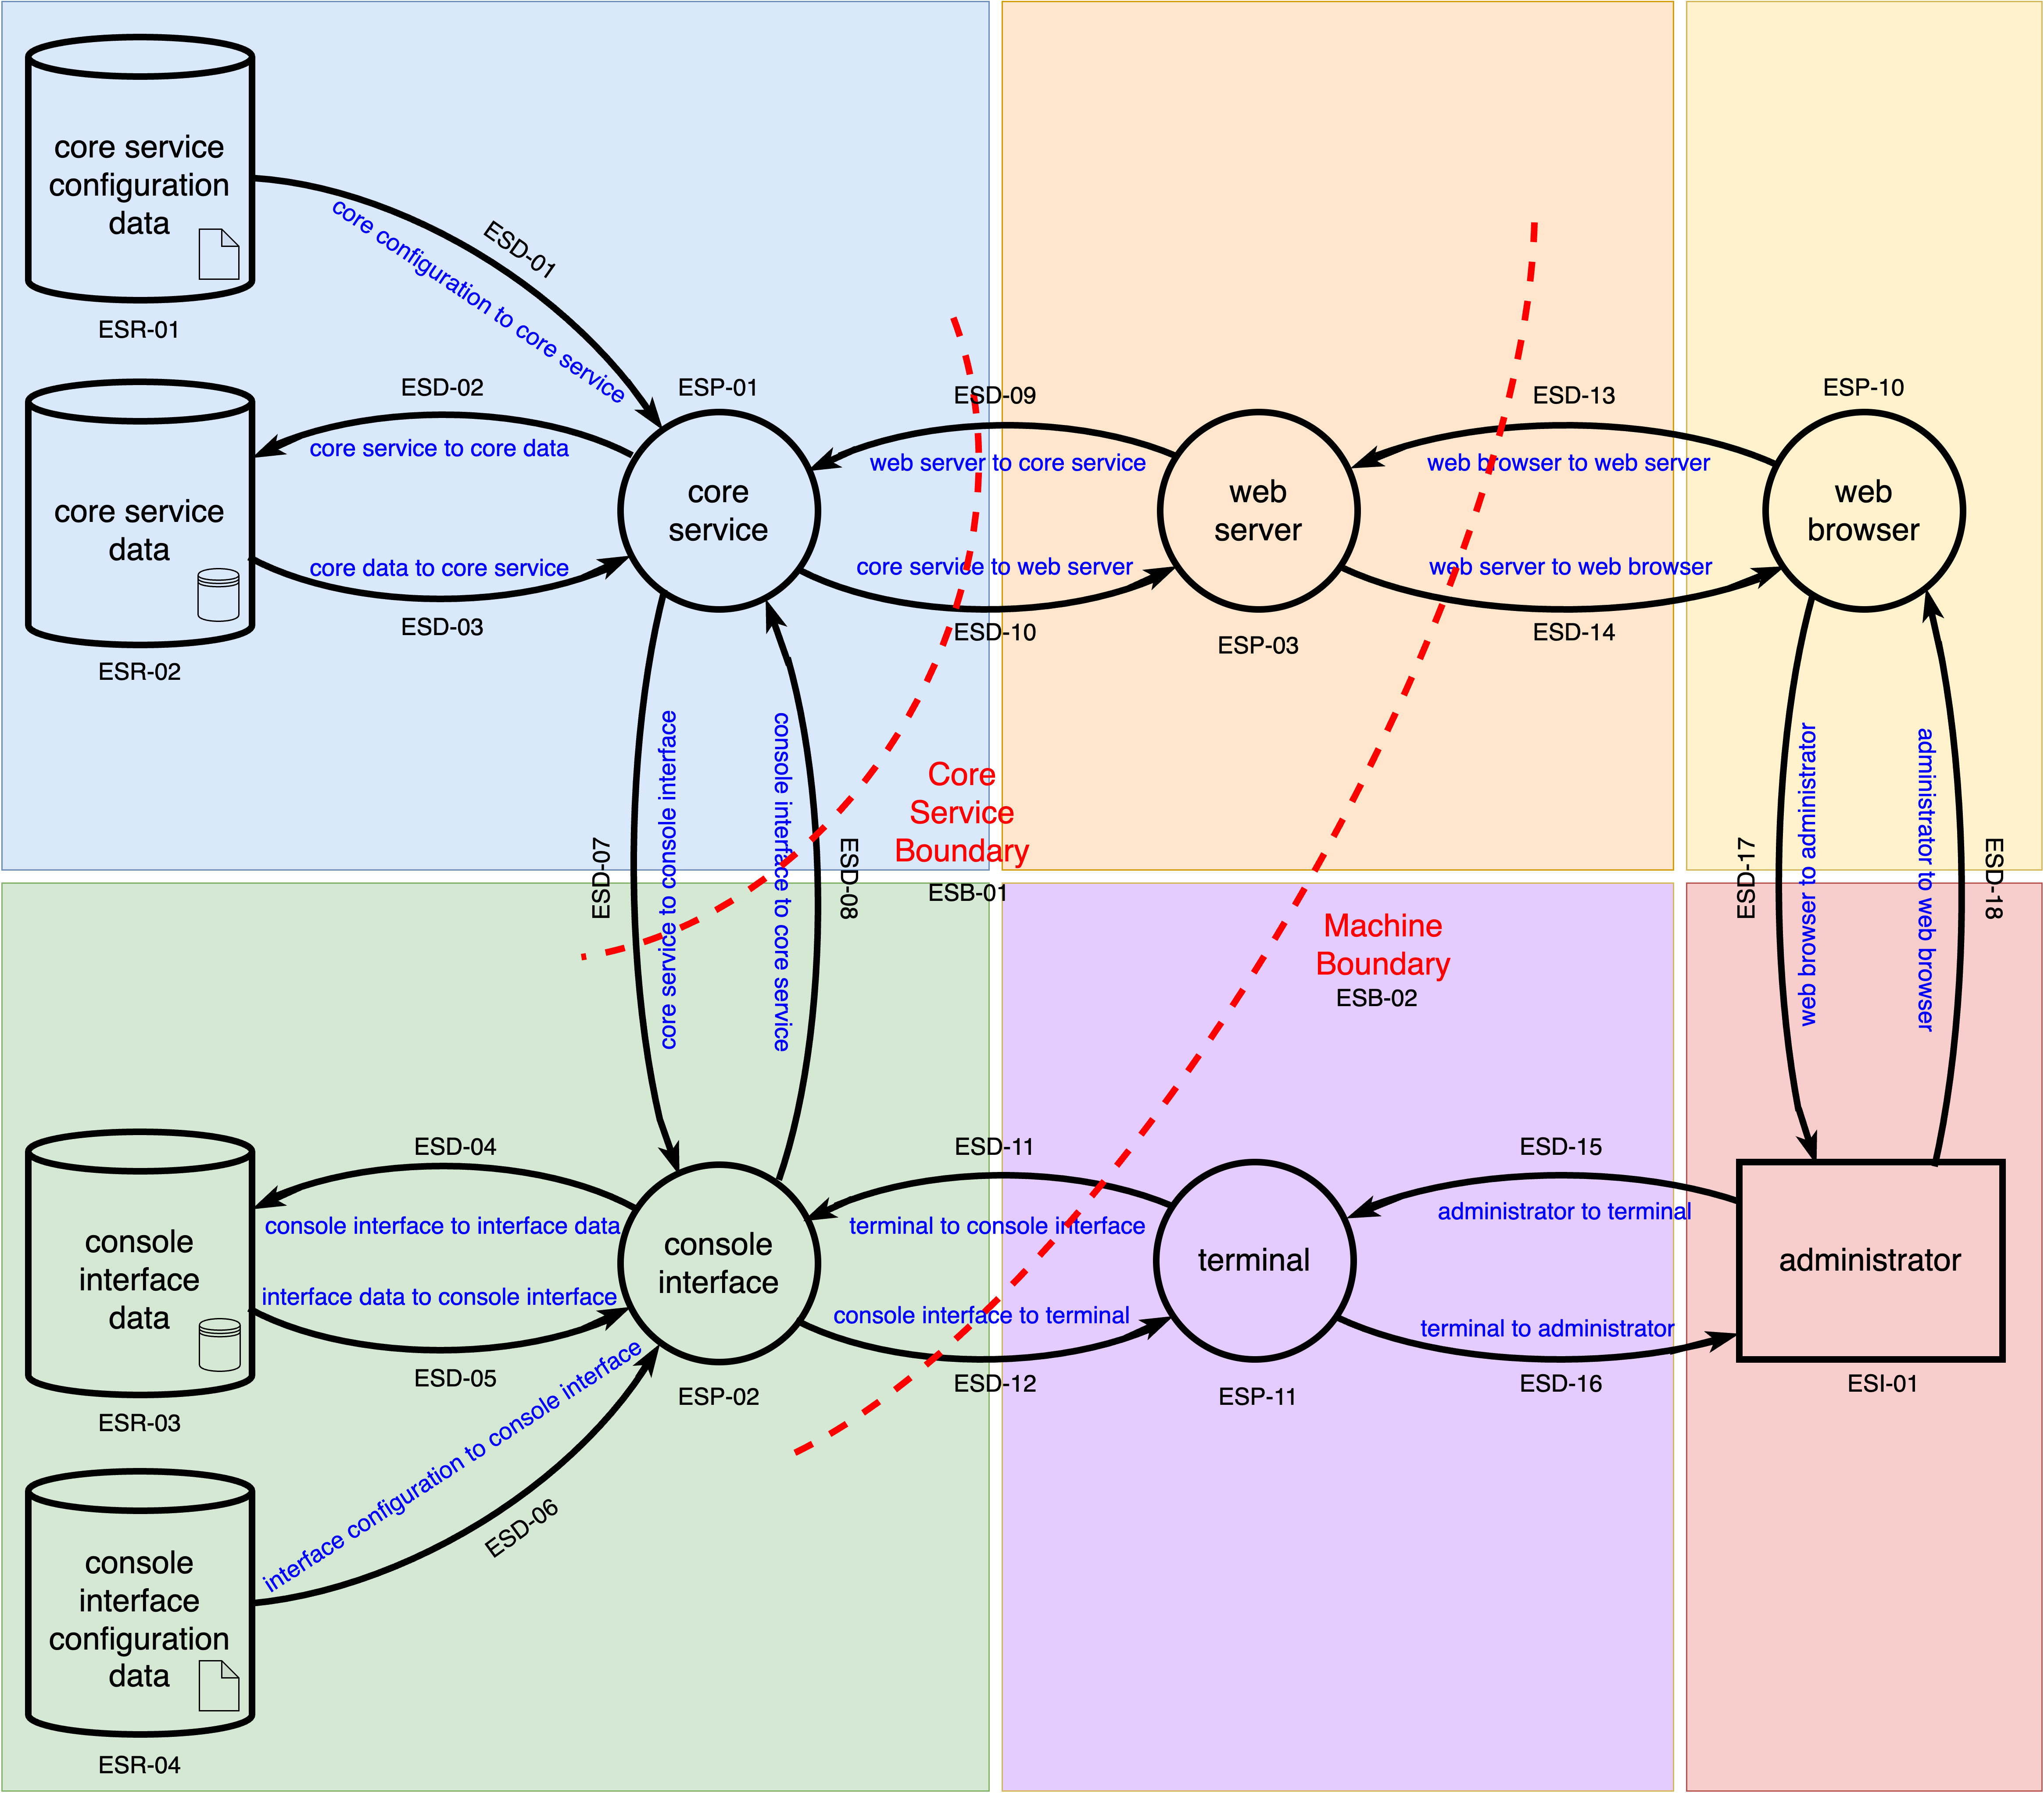 core service
configuration
data
ESR-01
ESD-01
core configuration to core service
core service
data
ESR-02
ESD-02
core service to core data
core data to core service
ESD-03
ESP-01
core
service
ESD-09
web server to core service
core service to web server
ESD-10
web
server
ESP-03
ESD-13
web browser to web server
web server to web browser
ESD-14
ESP-10
web
browser
ESD-07
core service to console interface
console interface to core service
ESD-08
Core
Service
Boundary
ESB-01
Machine
Boundary
ESB-02
ESD-17
web browser to administrator
administrator to web browser
ESD-18
console
interface
data
ESR-03
ESD-04
console interface to interface data
interface data to console interface
ESD-05
console
interface
ESP-02
ESD-11
terminal to console interface
console interface to terminal
ESD-12
terminal
ESP-11
ESD-15
administrator to terminal
terminal to administrator
ESD-16
administrator
ESI-01
interface configuration to console interface
ESD-06
console
interface
configuration
data
ESR-04